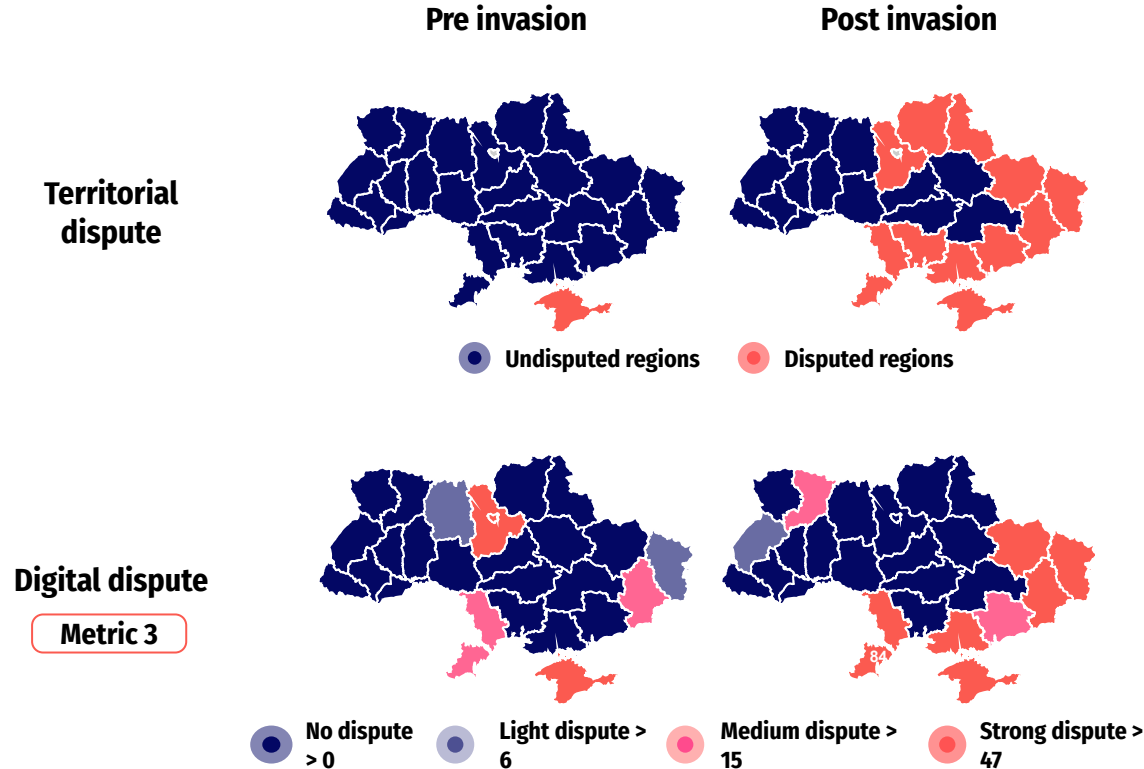 Pre invasion
Post invasion
Territorial
dispute
Undisputed regions
Disputed regions
Digital dispute
Metric 3
84
No dispute
> 0
Light dispute >
6
Medium dispute >
15
Strong dispute >
47